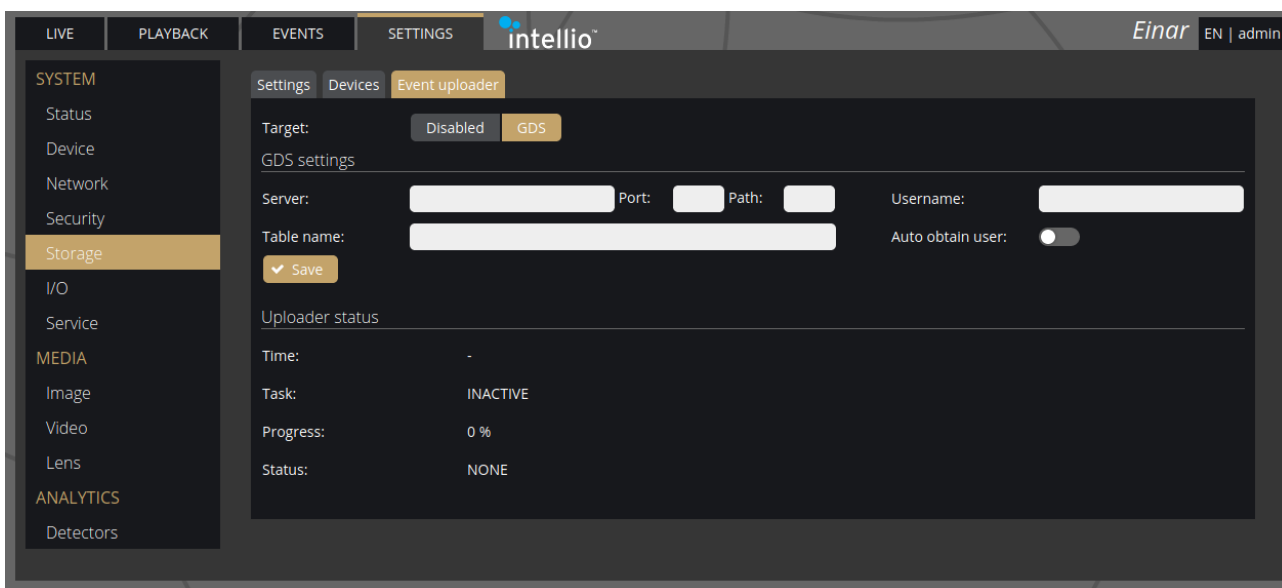 LIVE PLAYBACK EVENTS SETTINGS intellio™ Einar EN | admin
SYSTEM
Status
Device
Network
Security
Storage
I/O
Service
MEDIA
Image
Video
Lens
ANALYTICS
Detectors
Settings Devices Event uploader
Target: Disabled GDS
GDS settings
Server: Port: Path: Username:
Table name: Auto obtain user:
Save
Uploader status
Time: -
Task: INACTIVE
Progress: 0 %
Status: NONE